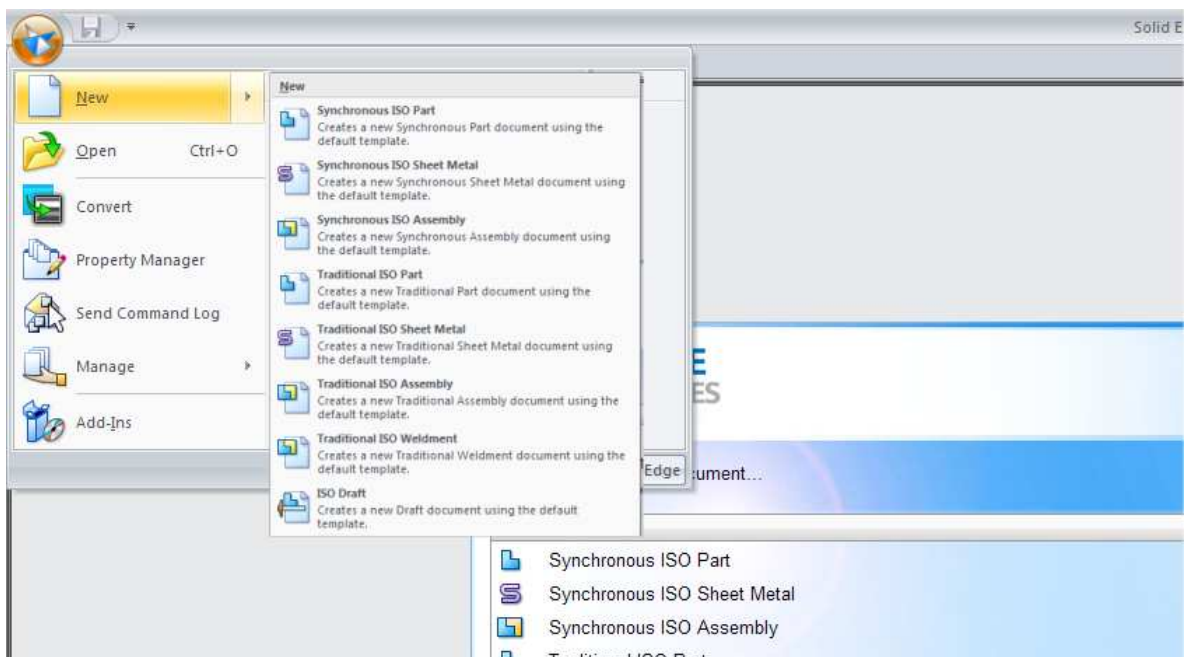 Solid E
New
Open Ctrl+O
Convert
Property Manager
Send Command Log
Manage
Add-Ins
New
Synchronous ISO Part
Creates a new Synchronous Part document using the
default template.
Synchronous ISO Sheet Metal
Creates a new Synchronous Sheet Metal document using
the default template.
Synchronous ISO Assembly
Creates a new Synchronous Assembly document using
the default template.
Traditional ISO Part
Creates a new Traditional Part document using the
default template.
Traditional ISO Sheet Metal
Creates a new Traditional Sheet Metal document using
the default template.
Traditional ISO Assembly
Creates a new Traditional Assembly document using the
default template.
Traditional ISO Weldment
Creates a new Traditional Weldment document using the
default template.
ISO Draft
Creates a new Draft document using the default
template.
E
ES
Edge
cument...
Synchronous ISO Part
Synchronous ISO Sheet Metal
Synchronous ISO Assembly